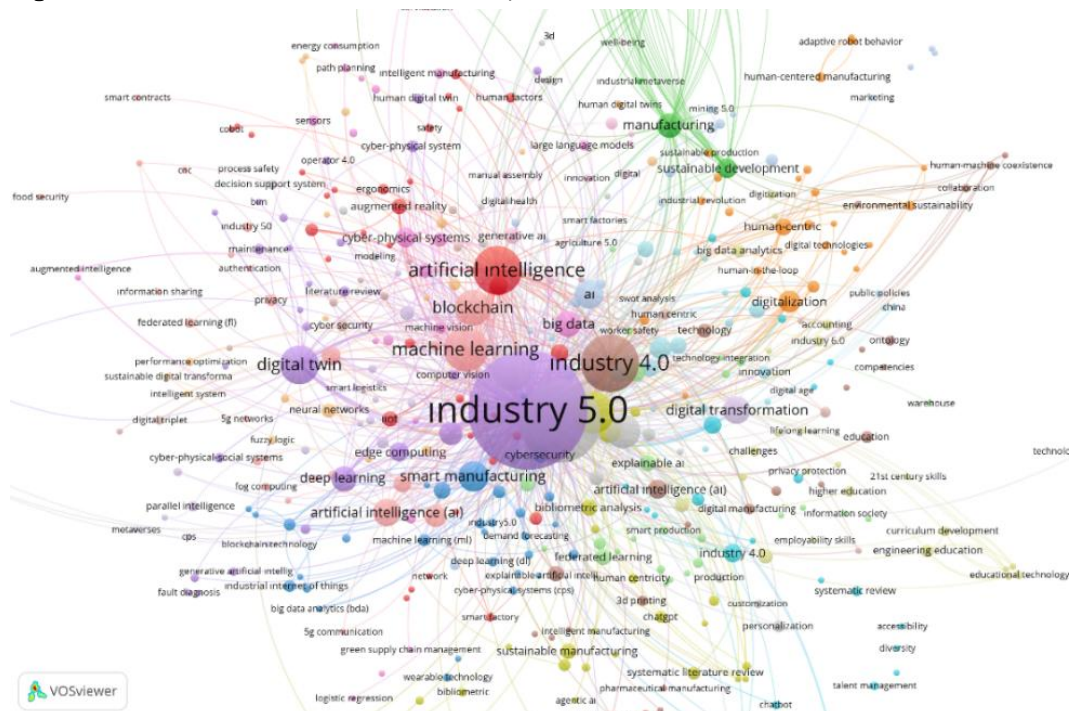 3d
well-being
adaptive robot behavior
energy consumption
path planning
intelligent manufacturing
design
industrial metaverse
human-centered manufacturing
smart contracts
human digital twin
human factors
human digital twins
mining 5.0
marketing
sensors
cobot
safety
manufacturing
operator 4.0
cyber-physical system
large language models
sustainable production
cnc
process safety
manual assembly
innovation
digital
sustainable development
human-machine coexistence
decision support system
ergonomics
digitization
collaboration
food security
bim
augmented reality
digitalhealth
industrial revolution
environmental sustainability
industry 50
smart factories
human-centric
cyber-physical systems
generative ai
agriculture 5.0
maintenance
modeling
big data analytics
digital technologies
augmented intelligence
authentication
artificial intelligence
human-in-the-loop
information sharing
privacy
literature review
ai
swot analysis
digitalization
public policies
blockchain
human centric
china
federated learning (fl)
cyber security
machine vision
big data
worker safety
technology
accounting
industry 6.0
ontology
machine learning
performance optimization
digital twin
industry 4.0
technology integration
competencies
sustainable digital transforma
computer vision
innovation
intelligent system
smart logistics
digital age
5g networks
neural networks
industry 5.0
digital transformation
warehouse
digital triplet
iiot
lifelong learning
fuzzy logic
edge computing
cybersecurity
challenges
education
technolo
cyber-physical-social systems
explainable ai
privacy protection
21st century skills
deep learning
smart manufacturing
fog computing
artificial intelligence (ai)
higher education
parallel intelligence
bibliometric analysis
digital manufacturing
information society
artificial intelligence (ai)
metaverses
cps
industry5.0
smart production
employability skills
curriculum development
blockchain technology
machine learning (ml)
demand forecasting
federated learning
industry 4.0
engineering education
deep learning (dl)
generative artificial intellig
network
explainable artificial intelli
human centricity
production
educational technology
fault diagnosis
industrial internet of things
cyber-physical systems (cps)
systematic review
3d printing
customization
big data analytics (bda)
smart factory
chatgpt
5g communication
intelligent manufacturing
personalization
accessibility
green supply chain management
sustainable manufacturing
diversity
wearable technology
systematic literature review
logistic regression
bibliometric
agentic ai
pharmaceutical manufacturing
talent management
chatbot
VOSviewer